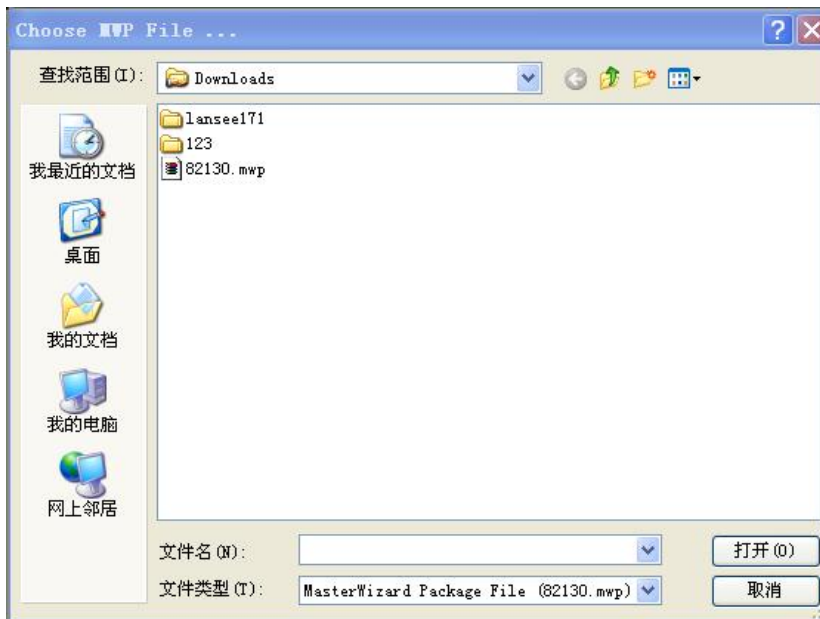 Choose MWP File ...
查找范围(I):
Downloads
lansee171
123
82130.mwp
我最近的文档
桌面
我的文档
我的电脑
网上邻居
文件名(N):
打开(O)
文件类型(T):
MasterWizard Package File (82130.mwp)
取消